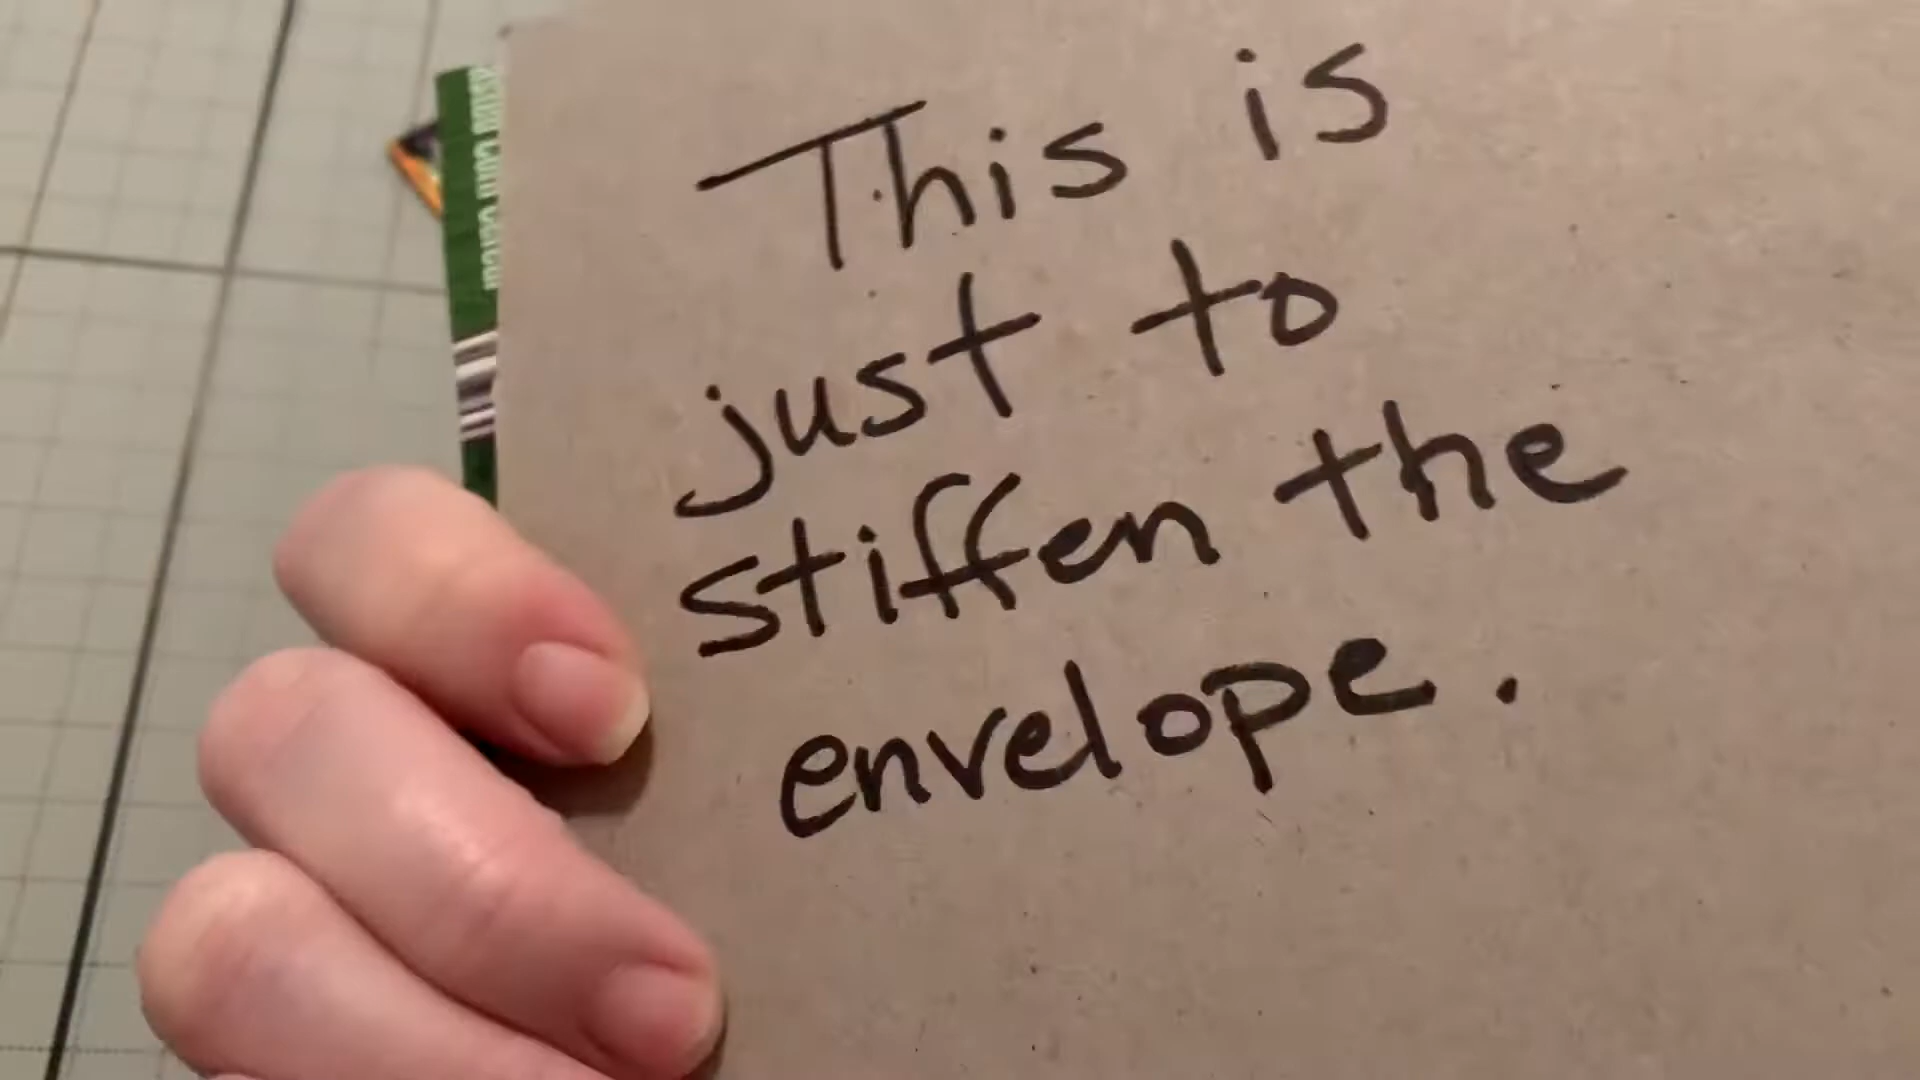 This is
just to
stiffen the
envelope.